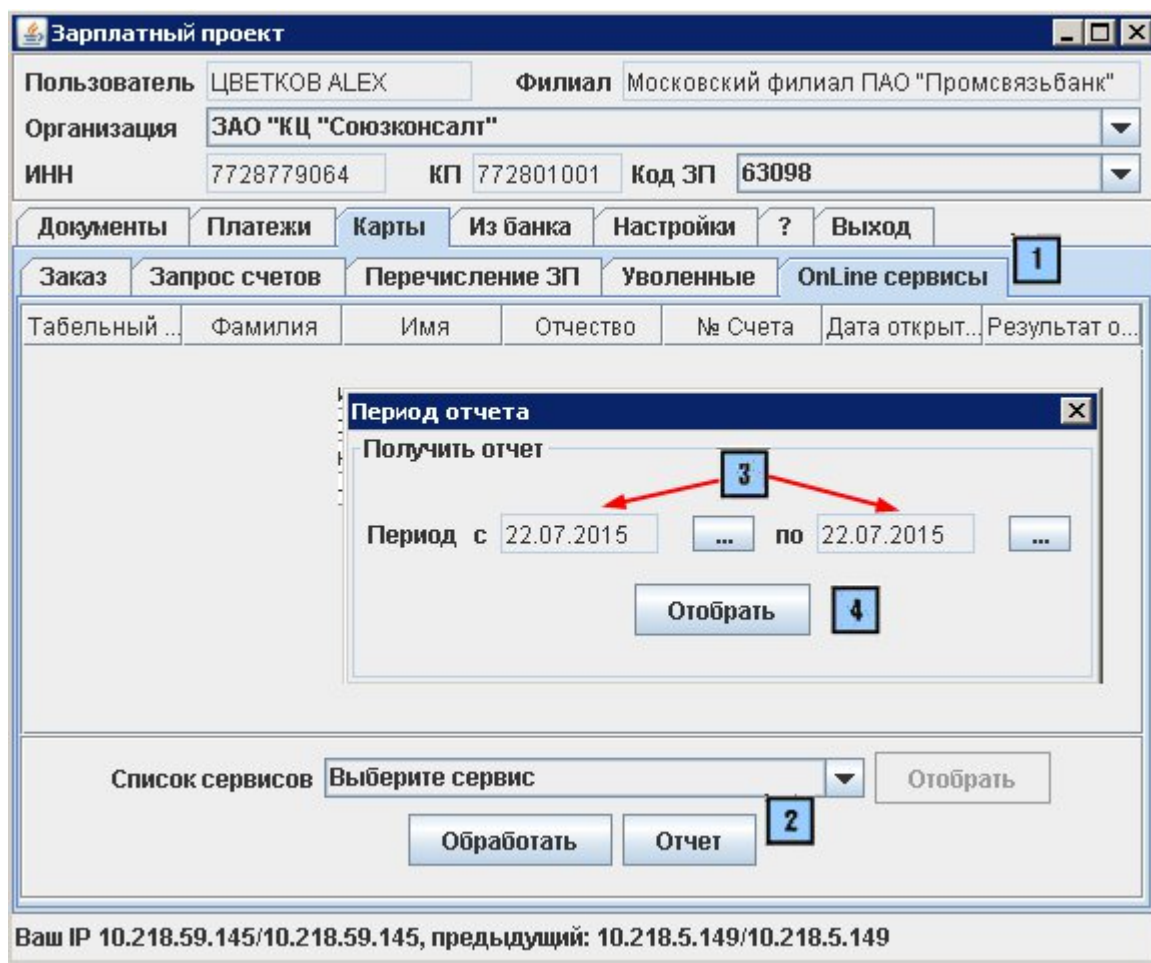 Зарплатный проект
Пользователь ЦВЕТКОВ ALEX Филиал Московский филиал ПАО "Промсвязьбанк"
Организация ЗАО "КЦ "Союзконсалт"
ИНН 7728779064 КП 772801001 Код ЗП 63098
Документы Платежи Карты Из банка Настройки ? Выход
1
Заказ Запрос счетов Перечисление ЗП Уволенные OnLine сервисы
Табельный ... Фамилия Имя Отчество № Счета Дата открыт... Результат о...
Период отчета
Получить отчет
3
Период с 22.07.2015 ... по 22.07.2015 ...
Отобрать 4
Список сервисов Выберите сервис Отобрать
Обработать Отчет 2
Ваш IP 10.218.59.145/10.218.59.145, предыдущий: 10.218.5.149/10.218.5.149